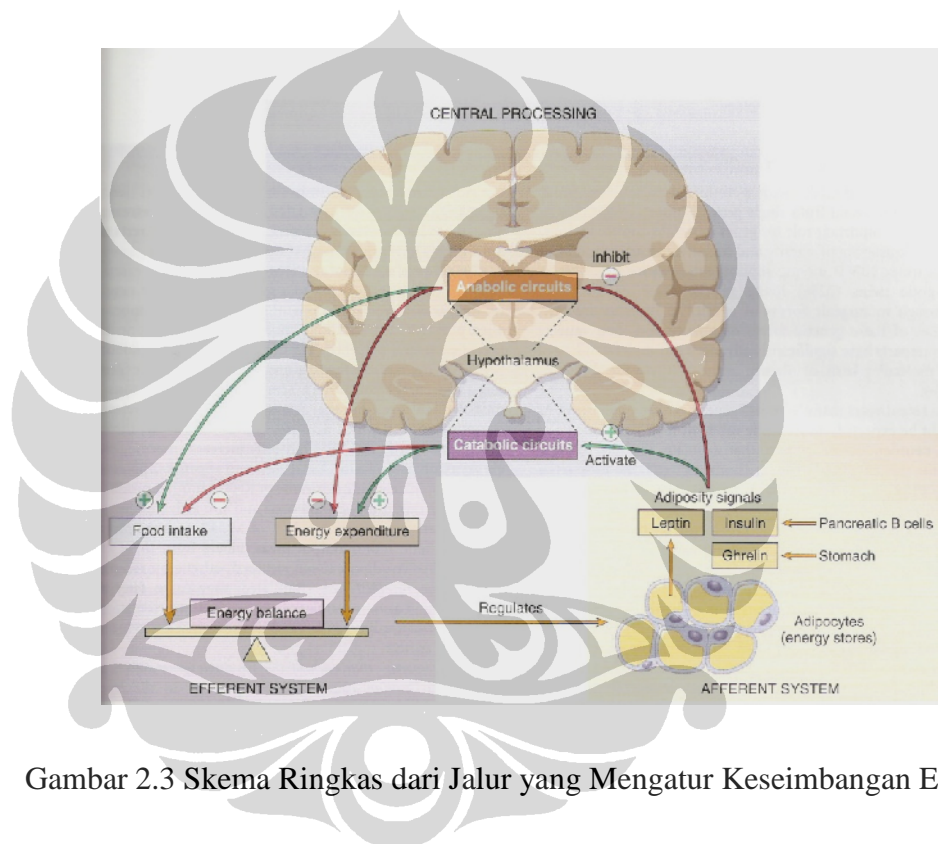 CENTRAL PROCESSING
Inhibit
Anabolic circuits
Hypothalamus
Catabolic circuits
Activate
Adiposity signals
Food intake
Energy expenditure
Leptin
Insulin
Pancreatic B cells
Ghrelin
Stomach
Energy balance
Regulates
Adipocytes
(energy stores)
EFFERENT SYSTEM
AFFERENT SYSTEM
Gambar 2.3 Skema Ringkas dari Jalur yang Mengatur Keseimbangan E